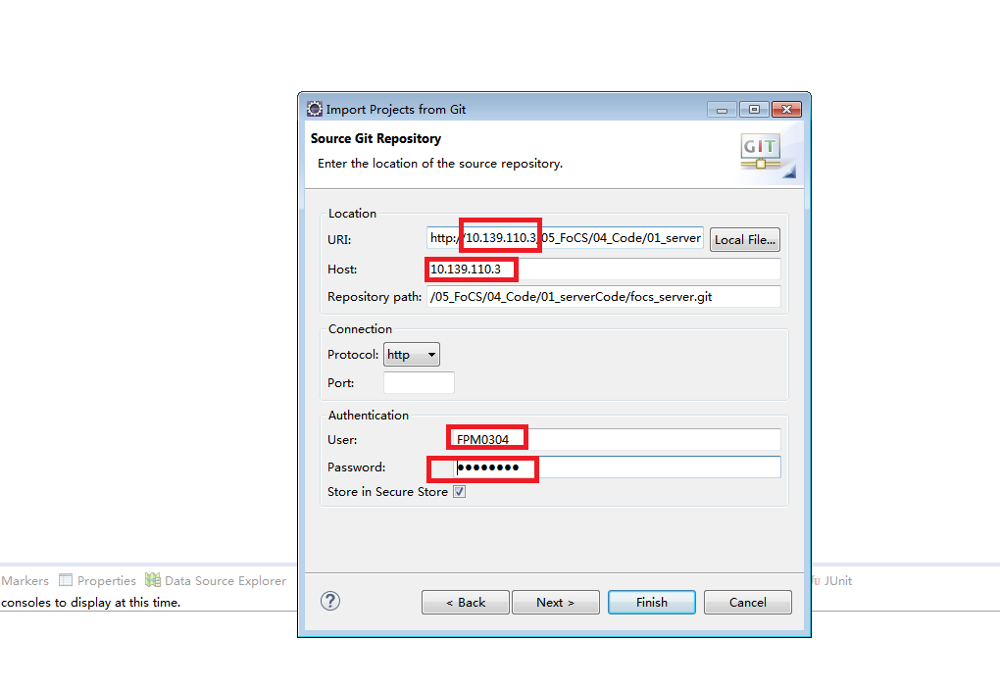 Import Projects from Git
Source Git Repository
Enter the location of the source repository.
GIT
Location
URI: http://10.139.110.3/05_FoCS/04_Code/01_server Local File...
Host: 10.139.110.3
Repository path: /05_FoCS/04_Code/01_serverCode/focs_server.git
Connection
Protocol: http
Port:
Authentication
User: FPM0304
Password: ●●●●●●●●
Store in Secure Store
Markers Properties Data Source Explorer JUnit
consoles to display at this time.
? < Back Next > Finish Cancel